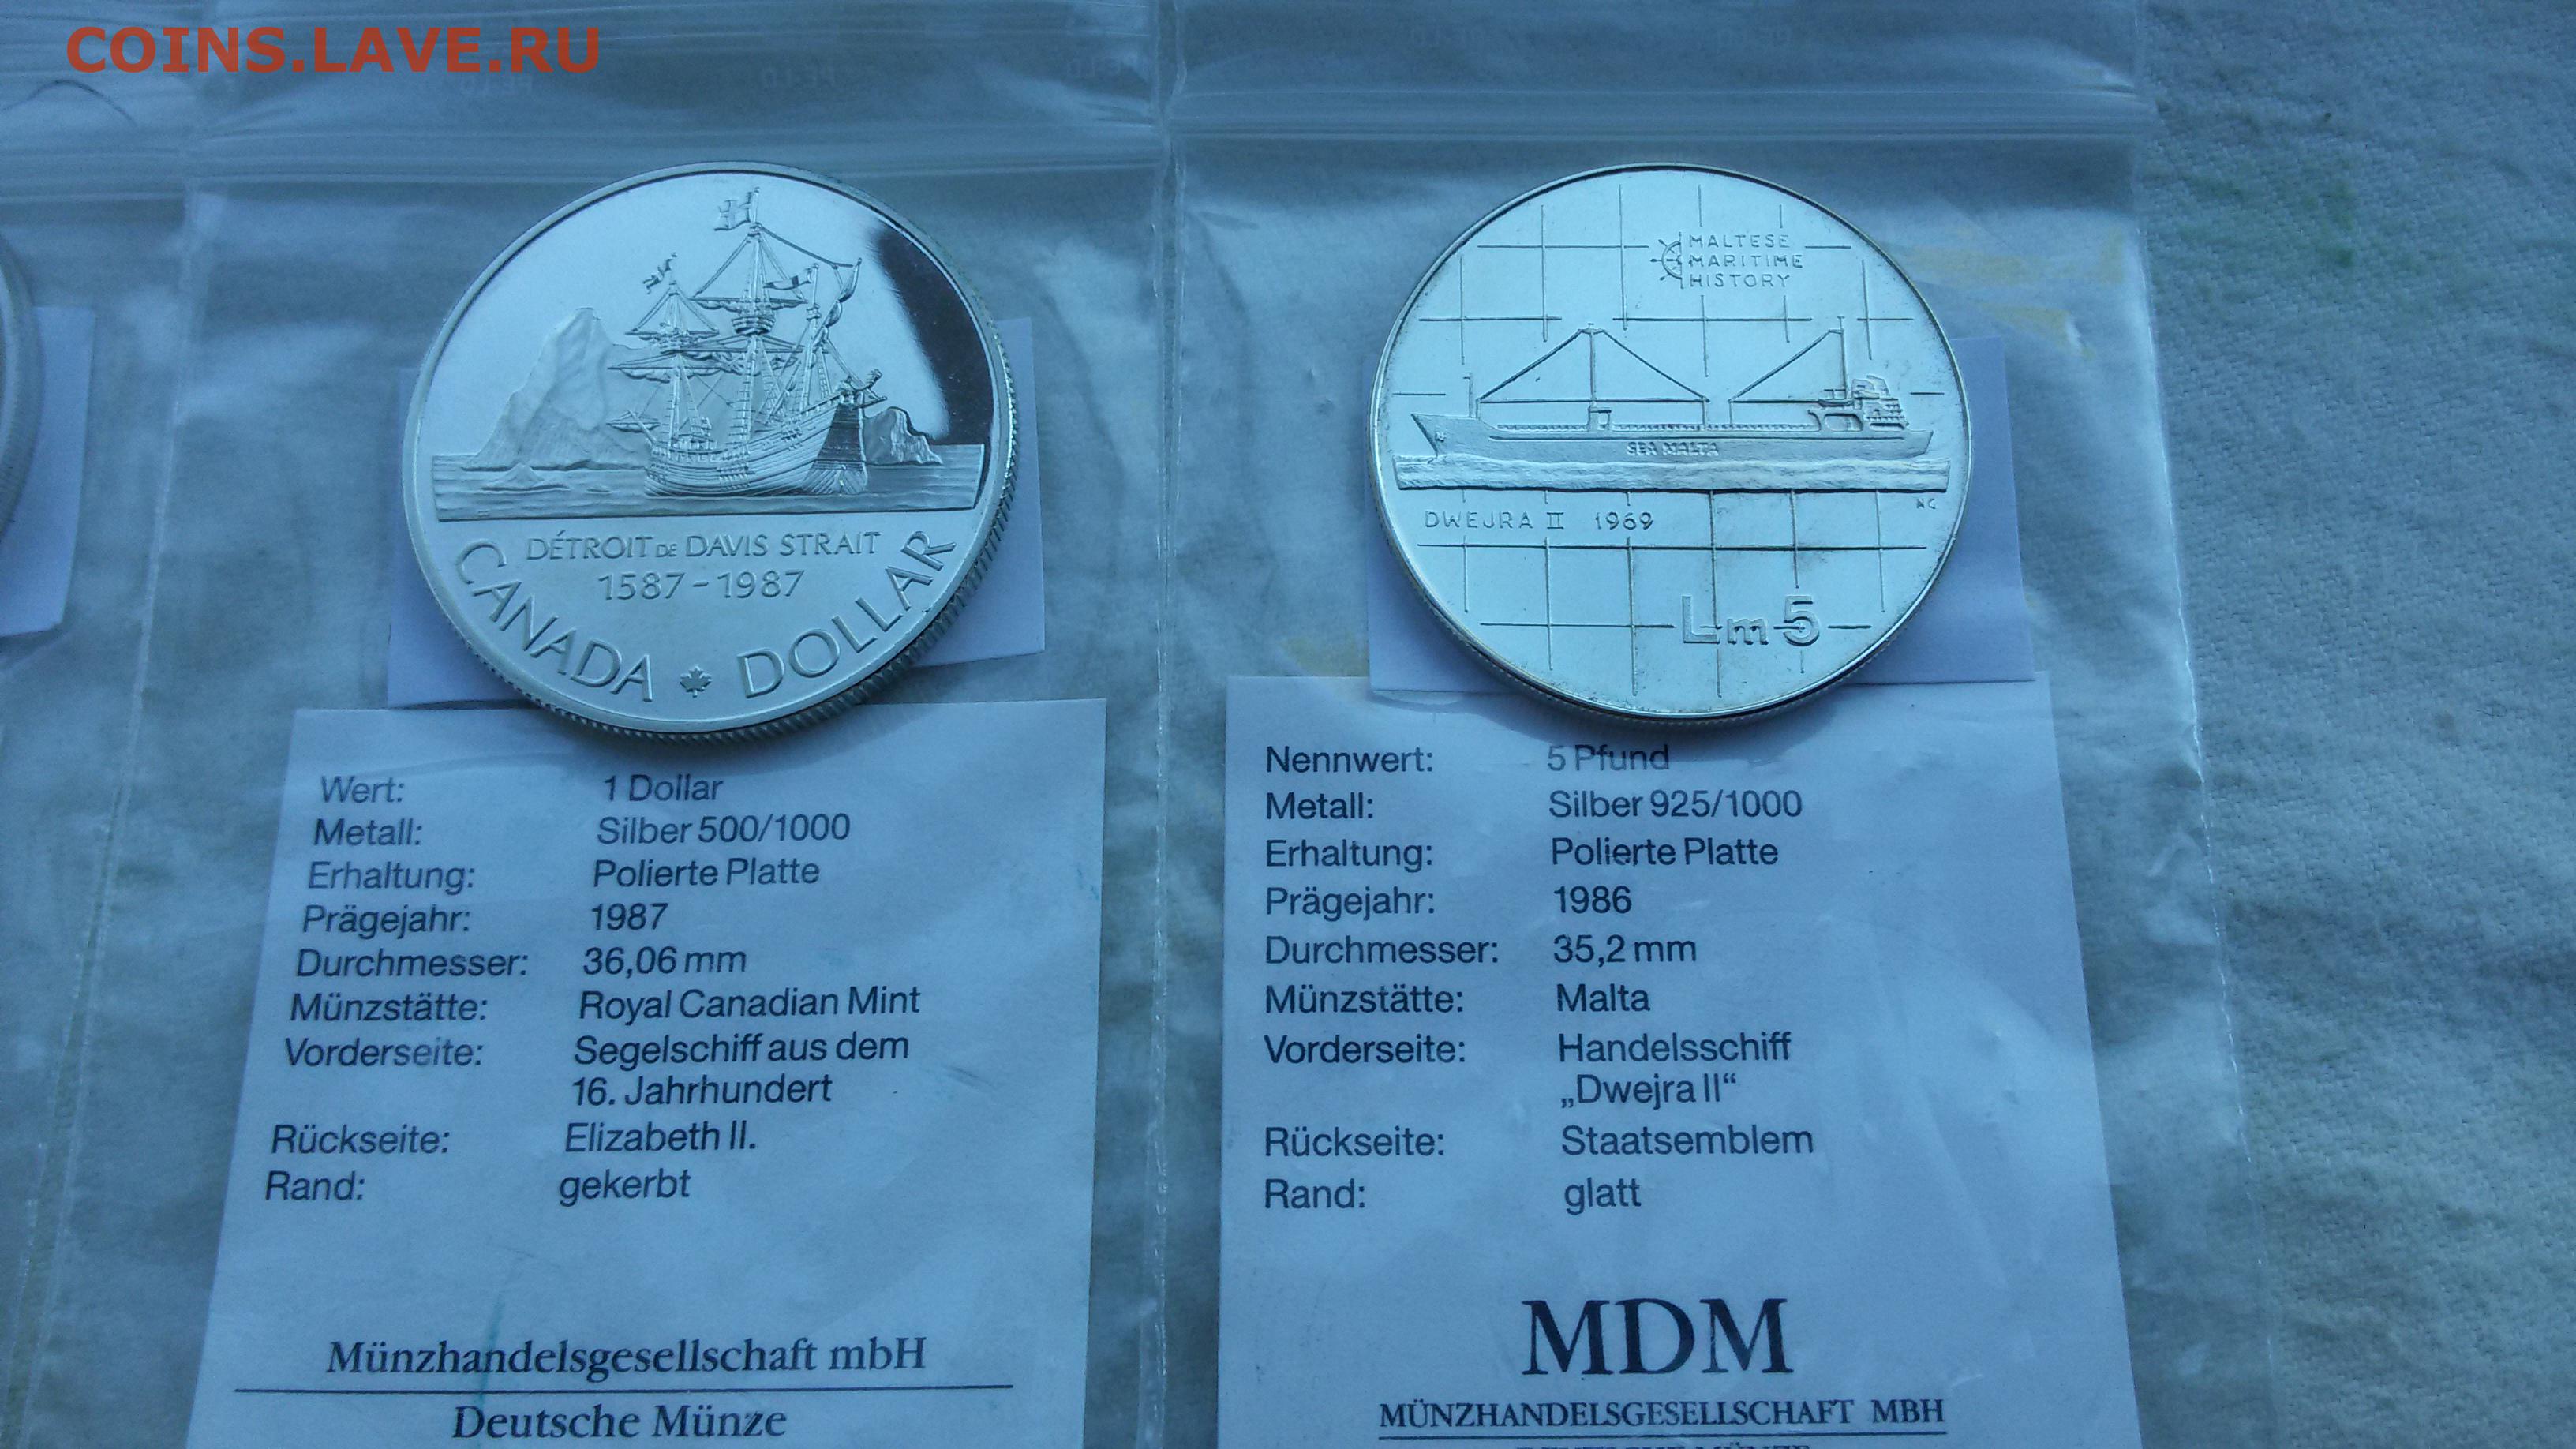 COINS.LAVE.RU
DÉTROIT DE DAVIS STRAIT
1587-1987
CANADA DOLLAR
Wert: 1 Dollar
Metall: Silber 500/1000
Erhaltung: Polierte Platte
Prägejahr: 1987
Durchmesser: 36,06 mm
Münzstätte: Royal Canadian Mint
Vorderseite: Segelschiff aus dem
16. Jahrhundert
Rückseite: Elizabeth II.
Rand: gekerbt
Münzhandelsgesellschaft mbH
Deutsche Münze
MALTESE
MARITIME
HISTORY
SEA MALTA
NC
DWEJRA II 1969
Lm 5
Nennwert: 5 Pfund
Metall: Silber 925/1000
Erhaltung: Polierte Platte
Prägejahr: 1986
Durchmesser: 35,2 mm
Münzstätte: Malta
Vorderseite: Handelsschiff
„Dwejra II“
Rückseite: Staatsemblem
Rand: glatt
MDM
MÜNZHANDELSGESELLSCHAFT MBH